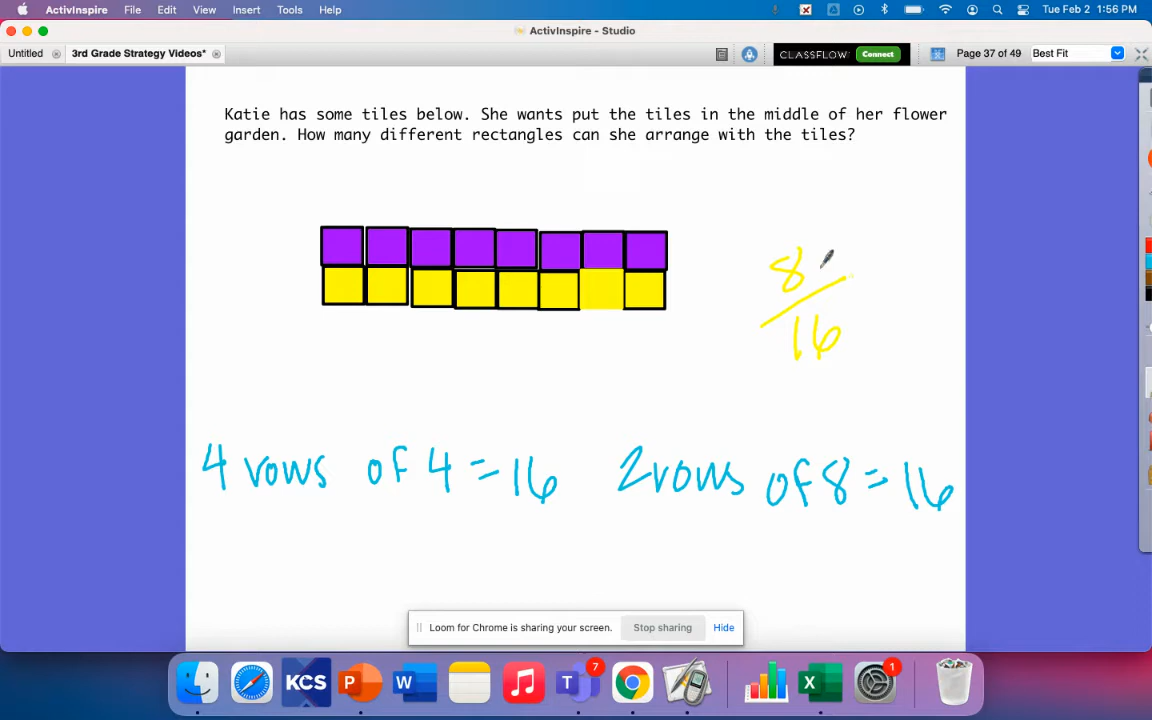 ActivInspire File Edit View Insert Tools Help Tue Feb 2 1:56 PM
ActivInspire - Studio
Untitled 3rd Grade Strategy Videos* CLASSFLOW Connect Page 37 of 49 Best Fit
Katie has some tiles below. She wants put the tiles in the middle of her flower
garden. How many different rectangles can she arrange with the tiles?
8
16
4 rows of 4 = 16 2 rows of 8 = 16
Loom for Chrome is sharing your screen. Stop sharing Hide
KCS P W T 7 X 1